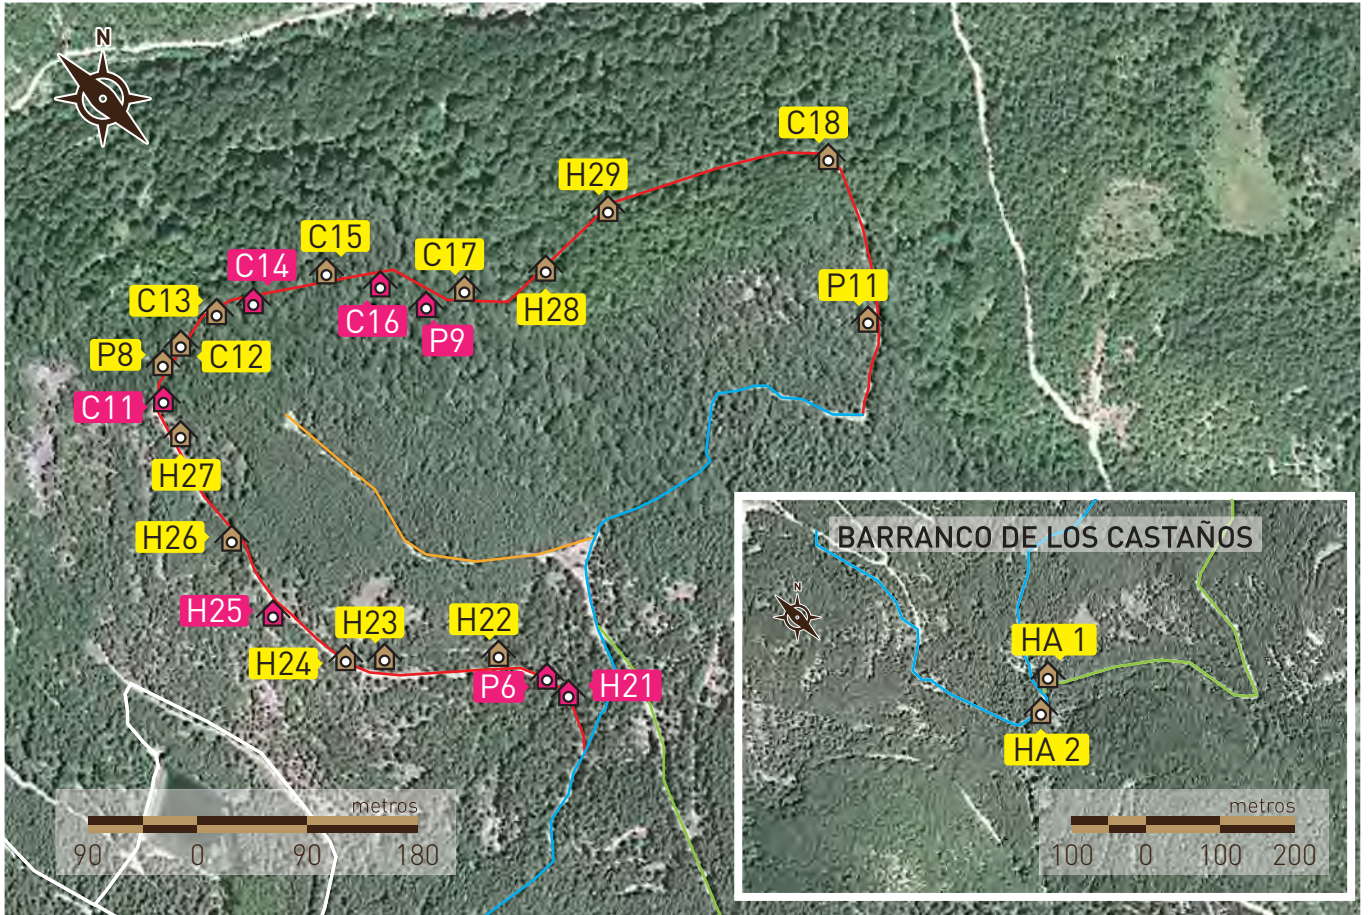 N
C18
H29
C15
C17
C14
P11
C13
H28
C16
P9
P8
C12
C11
H27
H26
BARRANCO DE LOS CASTAÑOS
N
H25
H23
H22
H24
HA 1
P6
H21
HA 2
metros
90 0 90 180
metros
100 0 100 200